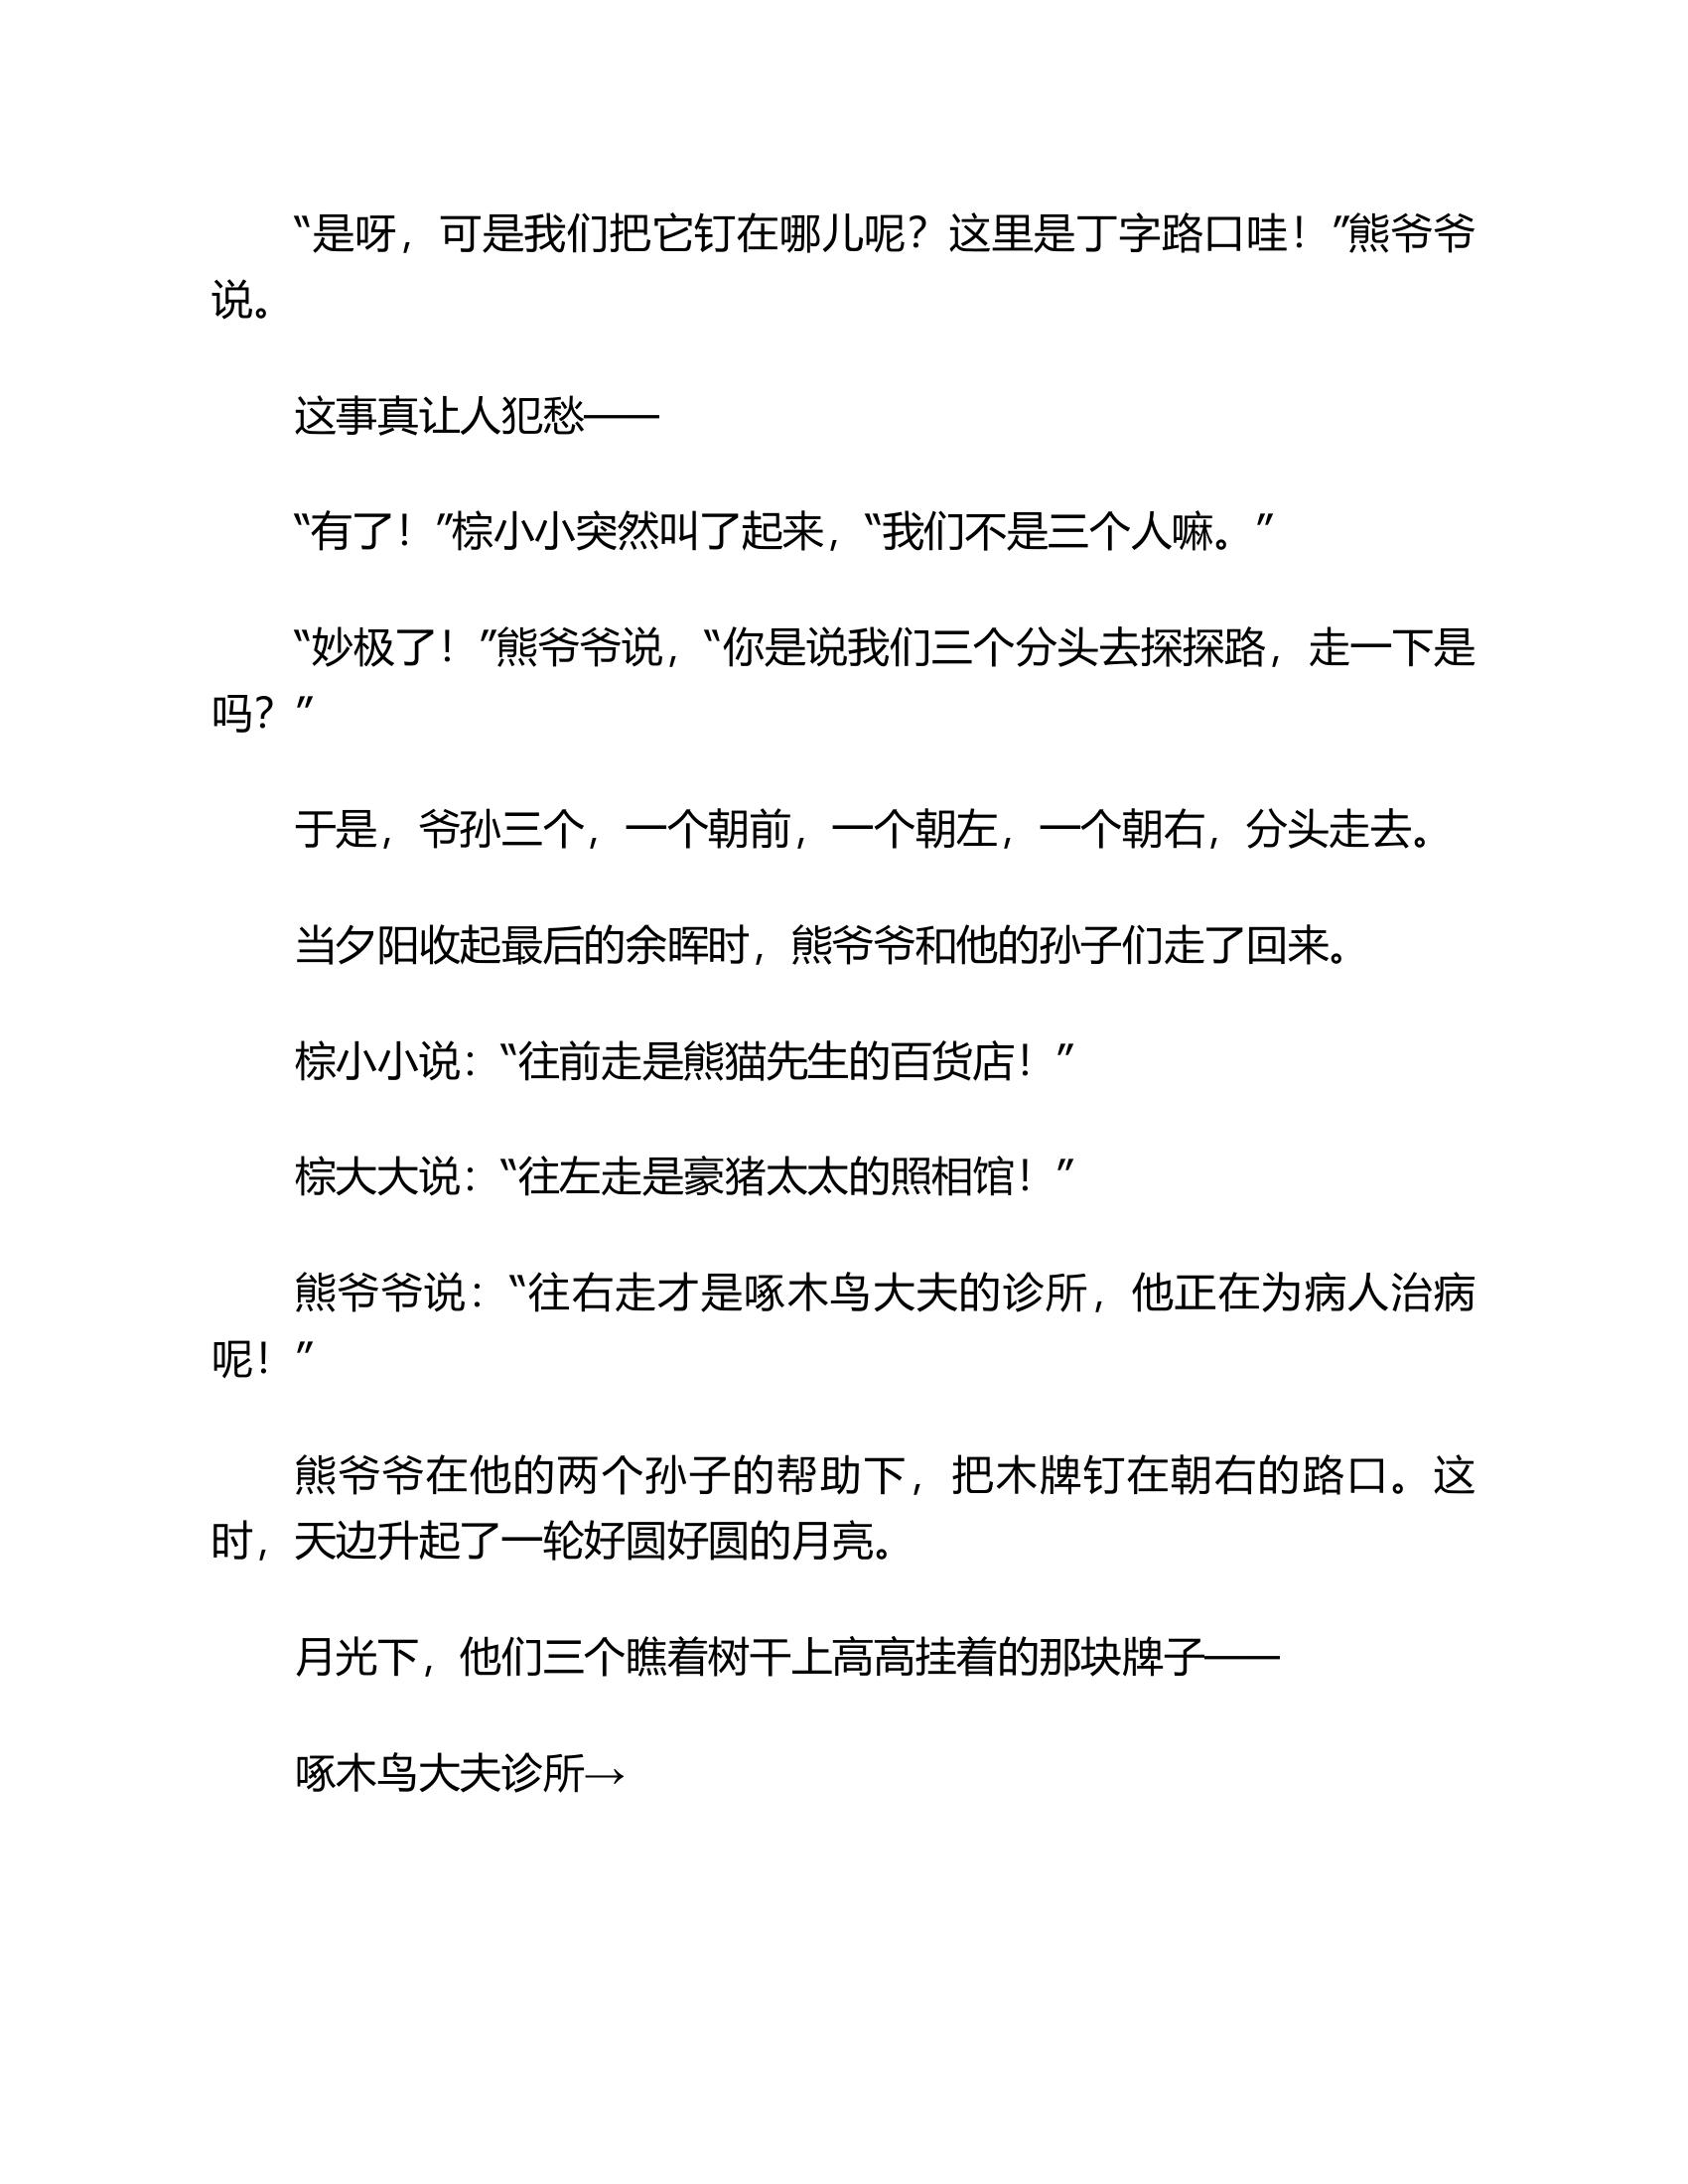 “是呀，可是我们把它钉在哪儿呢？这里是丁字路口哇！”熊爷爷
说。
这事真让人犯愁——
“有了！”棕小小突然叫了起来，“我们不是三个人嘛。”
“妙极了！”熊爷爷说，“你是说我们三个分头去探探路，走一下是
吗？”
于是，爷孙三个，一个朝前，一个朝左，一个朝右，分头走去。
当夕阳收起最后的余晖时，熊爷爷和他的孙子们走了回来。
棕小小说：“往前走是熊猫先生的百货店！”
棕大大说：“往左走是豪猪太太的照相馆！”
熊爷爷说：“往右走才是啄木鸟大夫的诊所，他正在为病人治病
呢！”
熊爷爷在他的两个孙子的帮助下，把木牌钉在朝右的路口。这
时，天边升起了一轮好圆好圆的月亮。
月光下，他们三个瞧着树干上高高挂着的那块牌子——
啄木鸟大夫诊所→